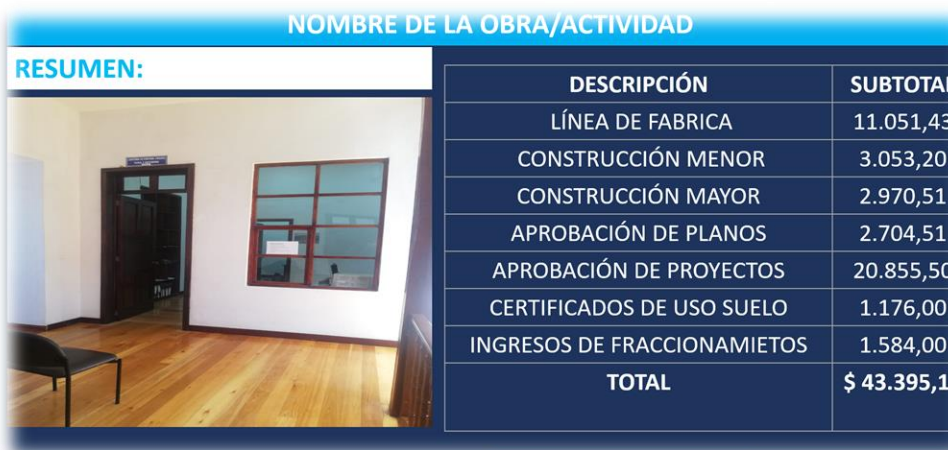 NOMBRE DE LA OBRA/ACTIVIDAD
RESUMEN:
DESCRIPCIÓN SUBTOTAL
LÍNEA DE FABRICA 11.051,43
CONSTRUCCIÓN MENOR 3.053,20
CONSTRUCCIÓN MAYOR 2.970,51
APROBACIÓN DE PLANOS 2.704,51
APROBACIÓN DE PROYECTOS 20.855,50
CERTIFICADOS DE USO SUELO 1.176,00
INGRESOS DE FRACCIONAMIETOS 1.584,00
TOTAL $ 43.395,1